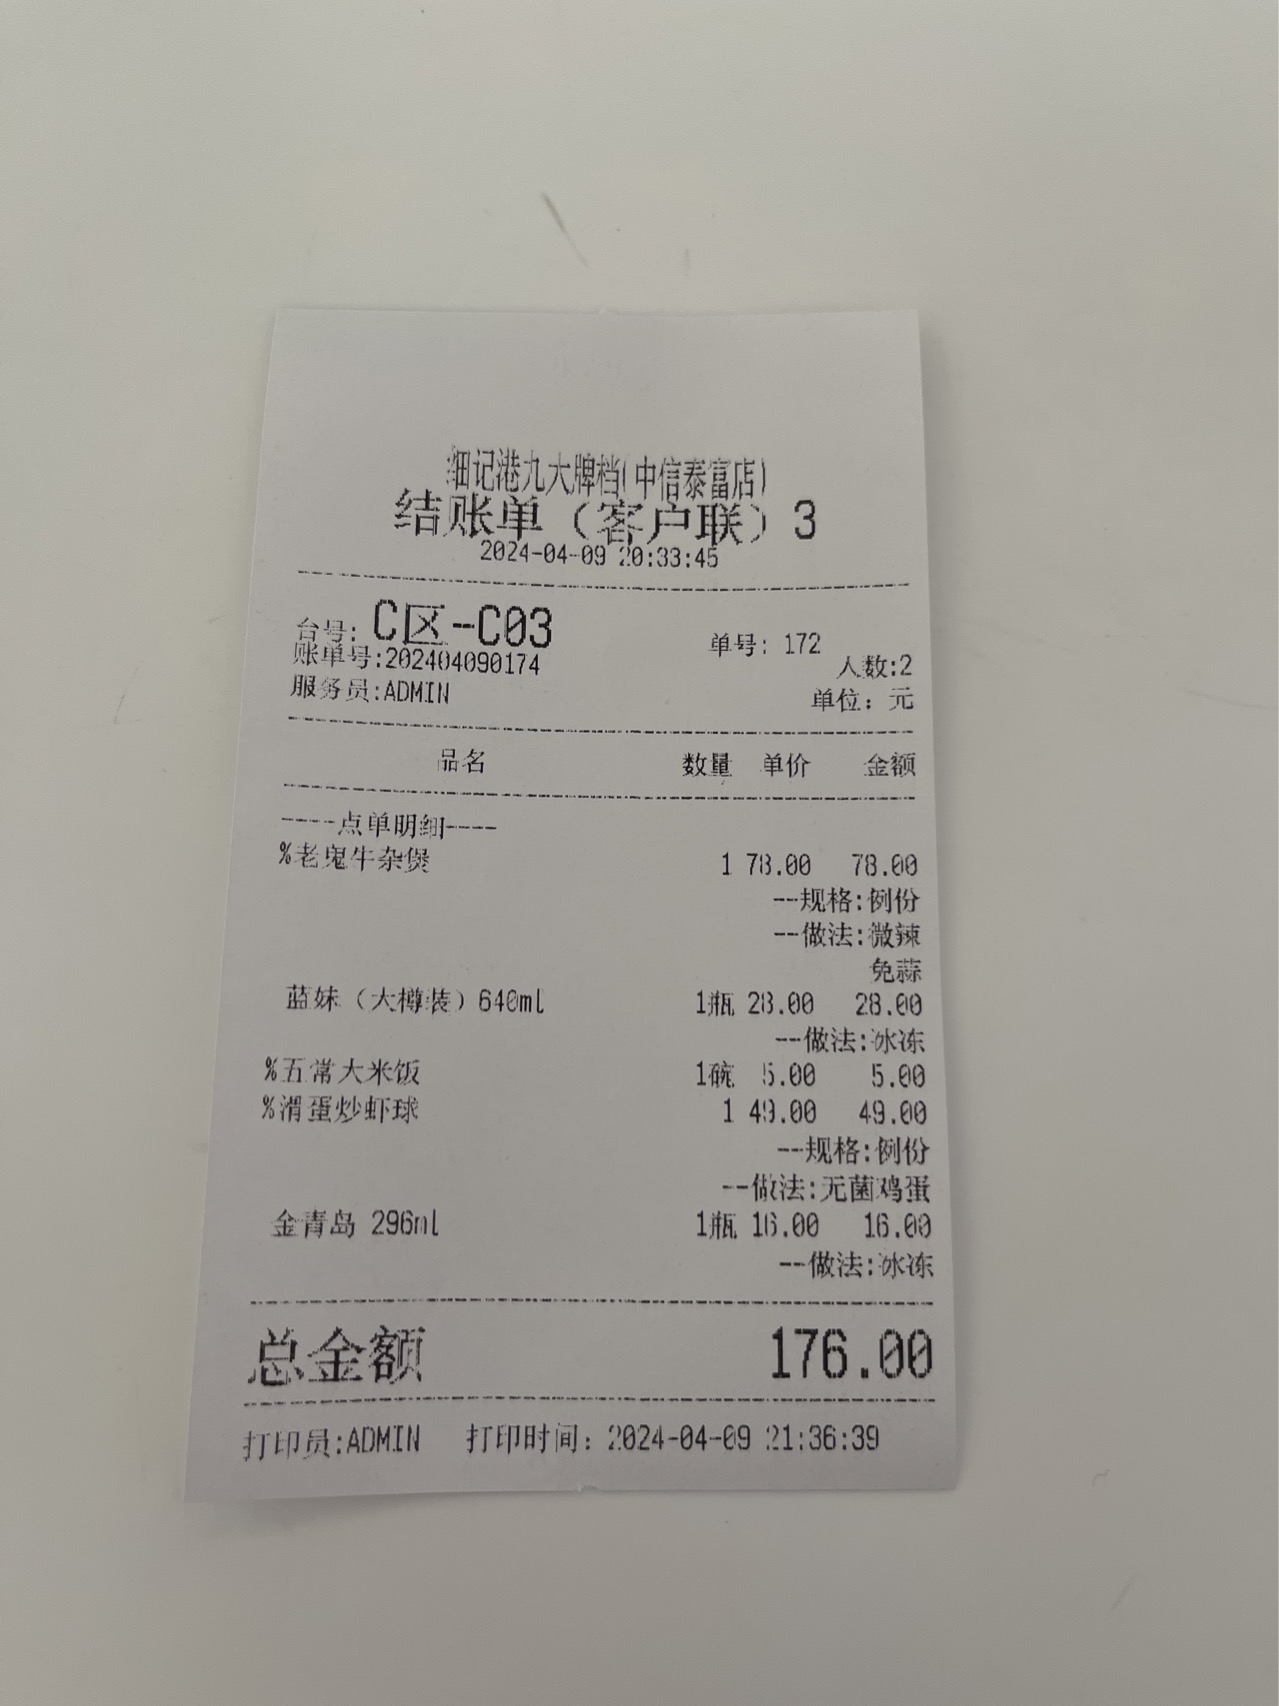 细记港九大牌档(中信泰富店)
结账单（客户联）3
2024-04-09 20:33:45
台号: C区-C03 单号: 172
账单号:202404090174 人数:2
服务员:ADMIN 单位：元
品名 数量 单价 金额
----点单明细----
%老鬼牛杂煲 1 78.00 78.00
--规格:例份
--做法:微辣
免蒜
蓝妹（大樽装）640ml 1瓶 28.00 28.00
--做法:冰冻
%五常大米饭 1碗 5.00 5.00
%滑蛋炒虾球 1 49.00 49.00
--规格:例份
--做法:无菌鸡蛋
金青岛 296ml 1瓶 16.00 16.00
--做法:冰冻
总金额 176.00
打印员:ADMIN 打印时间：2024-04-09 21:36:39